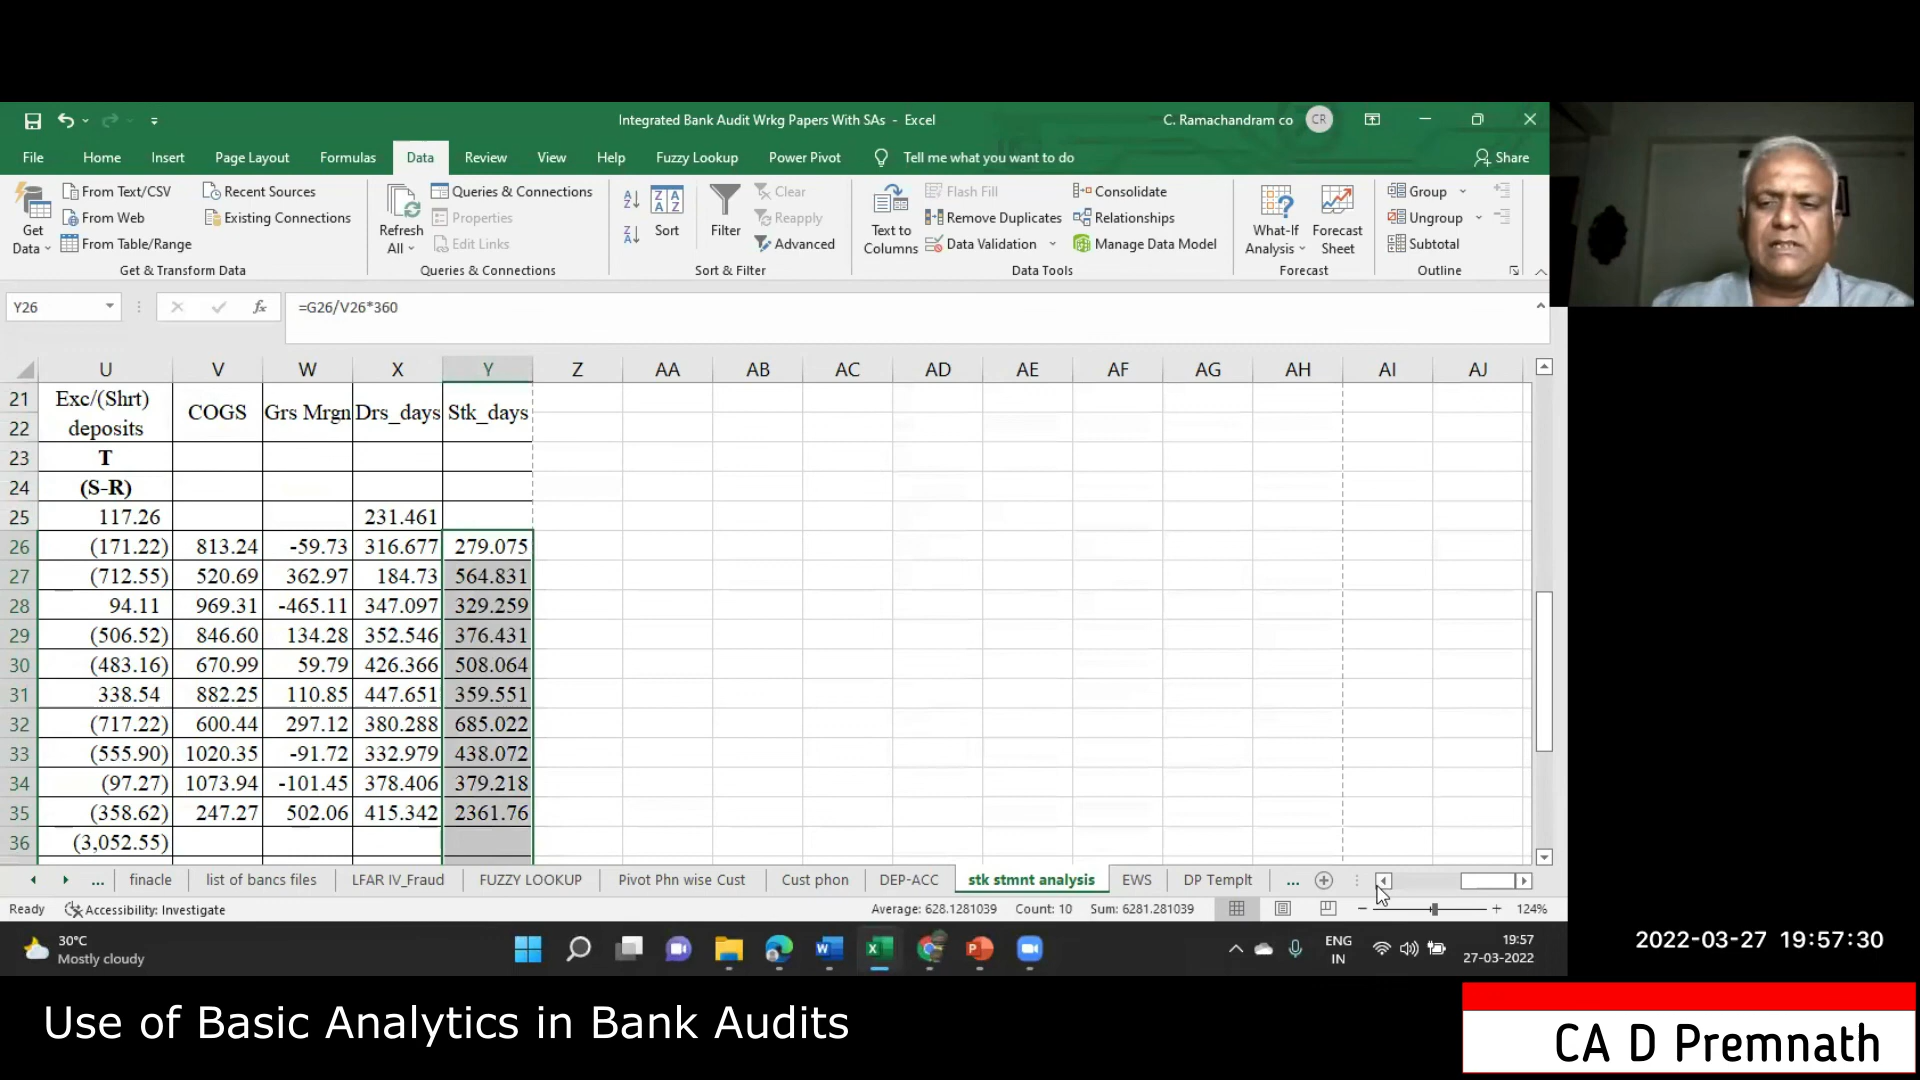 Integrated Bank Audit Wrkg Papers With SAs - Excel
C. Ramachandram co
CR
File Home Insert Page Layout Formulas Data Review View Help Fuzzy Lookup Power Pivot Tell me what you want to do Share
From Text/CSV
From Web
From Table/Range
Get
Data
Recent Sources
Existing Connections
Get & Transform Data
Refresh
All
Queries & Connections
Properties
Edit Links
Queries & Connections
Sort
Filter
Clear
Reapply
Advanced
Sort & Filter
Text to
Columns
Flash Fill
Remove Duplicates
Data Validation
Consolidate
Relationships
Manage Data Model
Data Tools
What-If
Analysis
Forecast
Sheet
Forecast
Group
Ungroup
Subtotal
Outline
Y26 fx =G26/V26*360
U V W X Y Z AA AB AC AD AE AF AG AH AI AJ
21 Exc/(Shrt)
22 deposits COGS Grs Mrgn Drs_days Stk_days
23 T
24 (S-R)
25 117.26 231.461
26 (171.22) 813.24 -59.73 316.677 279.075
27 (712.55) 520.69 362.97 184.73 564.831
28 94.11 969.31 -465.11 347.097 329.259
29 (506.52) 846.60 134.28 352.546 376.431
30 (483.16) 670.99 59.79 426.366 508.064
31 338.54 882.25 110.85 447.651 359.551
32 (717.22) 600.44 297.12 380.288 685.022
33 (555.90) 1020.35 -91.72 332.979 438.072
34 (97.27) 1073.94 -101.45 378.406 379.218
35 (358.62) 247.27 502.06 415.342 2361.76
36 (3,052.55)
... finacle list of bancs files LFAR IV_Fraud FUZZY LOOKUP Pivot Phn wise Cust Cust phon DEP-ACC stk stmnt analysis EWS DP Templt ...
Ready Accessibility: Investigate Average: 628.1281039 Count: 10 Sum: 6281.281039 124%
30°C
Mostly cloudy
ENG
IN
19:57
27-03-2022
2022-03-27 19:57:30
Use of Basic Analytics in Bank Audits
CA D Premnath